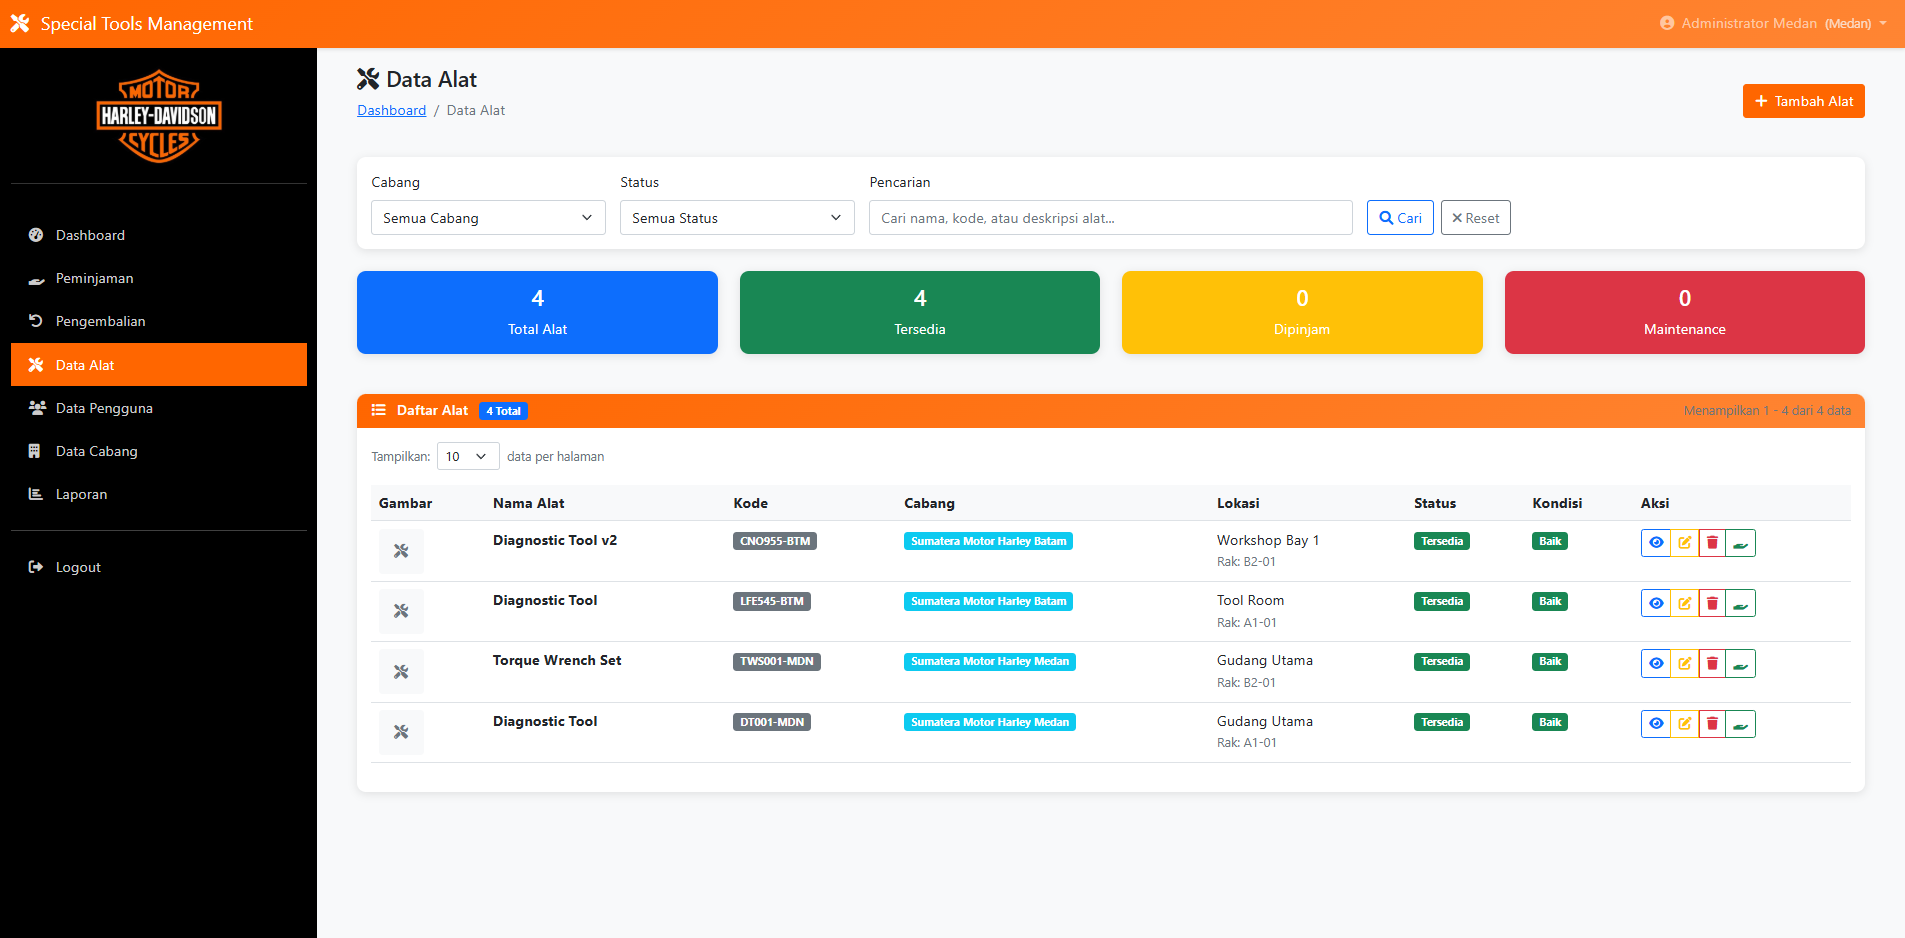 Special Tools Management
Administrator Medan (Medan)
MOTOR
HARLEY-DAVIDSON
CYCLES
Dashboard
Peminjaman
Pengembalian
Data Alat
Data Pengguna
Data Cabang
Laporan
Logout
Data Alat
Dashboard / Data Alat
Tambah Alat
Cabang Status Pencarian
Semua Cabang Semua Status Cari nama, kode, atau deskripsi alat... Cari Reset
4 4 0 0
Total Alat Tersedia Dipinjam Maintenance
Daftar Alat 4 Total Menampilkan 1 - 4 dari 4 data
Tampilkan: 10 data per halaman
Gambar Nama Alat Kode Cabang Lokasi Status Kondisi Aksi
Diagnostic Tool v2 CNO955-BTM Sumatera Motor Harley Batam Workshop Bay 1 Tersedia Baik
Rak: B2-01
Diagnostic Tool LFE545-BTM Sumatera Motor Harley Batam Tool Room Tersedia Baik
Rak: A1-01
Torque Wrench Set TWS001-MDN Sumatera Motor Harley Medan Gudang Utama Tersedia Baik
Rak: B2-01
Diagnostic Tool DT001-MDN Sumatera Motor Harley Medan Gudang Utama Tersedia Baik
Rak: A1-01